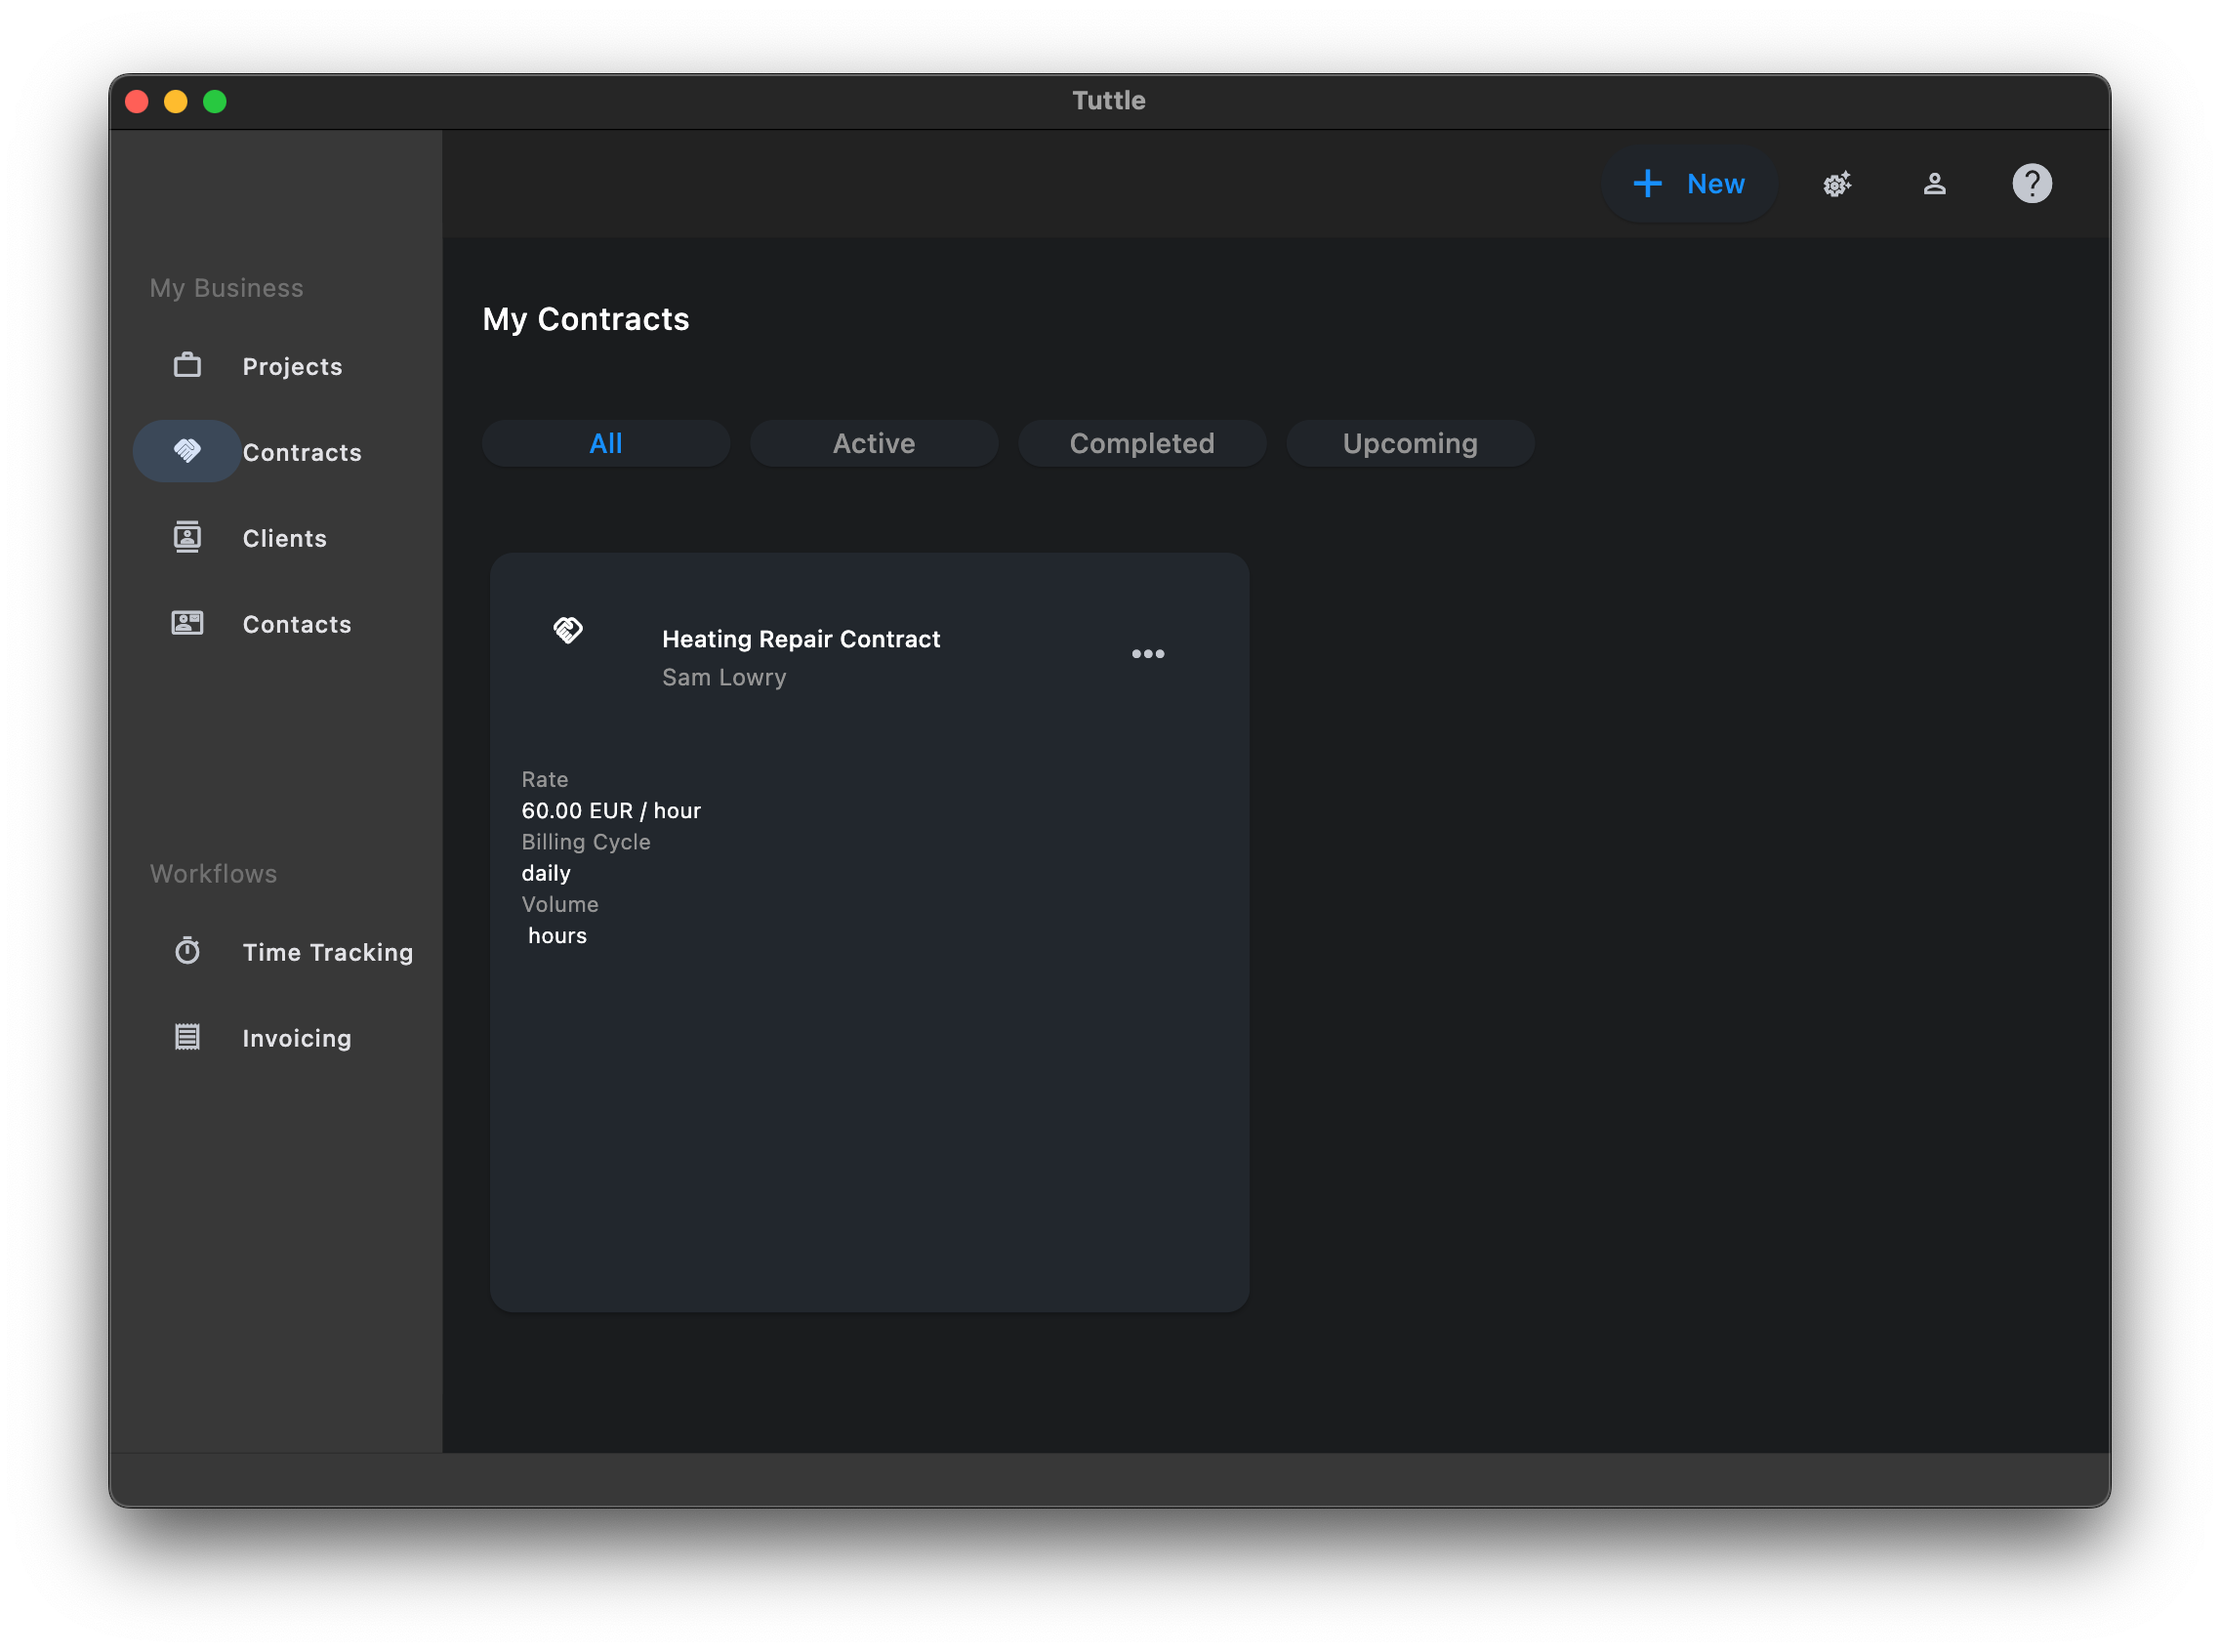 Tuttle
New
?
My Business
Projects
Contracts
Clients
Contacts
Workflows
Time Tracking
Invoicing
My Contracts
All
Active
Completed
Upcoming
Heating Repair Contract
Sam Lowry
Rate
60.00 EUR / hour
Billing Cycle
daily
Volume
hours